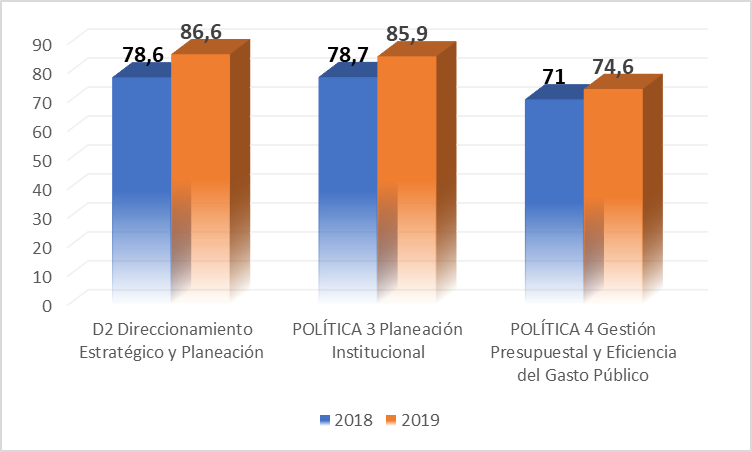 78,6
86,6
78,7
85,9
71
74,6
90
80
70
60
50
40
30
20
10
0
D2 Direccionamiento
Estratégico y Planeación
POLÍTICA 3 Planeación
Institucional
POLÍTICA 4 Gestión
Presupuestal y Eficiencia
del Gasto Público
2018 2019